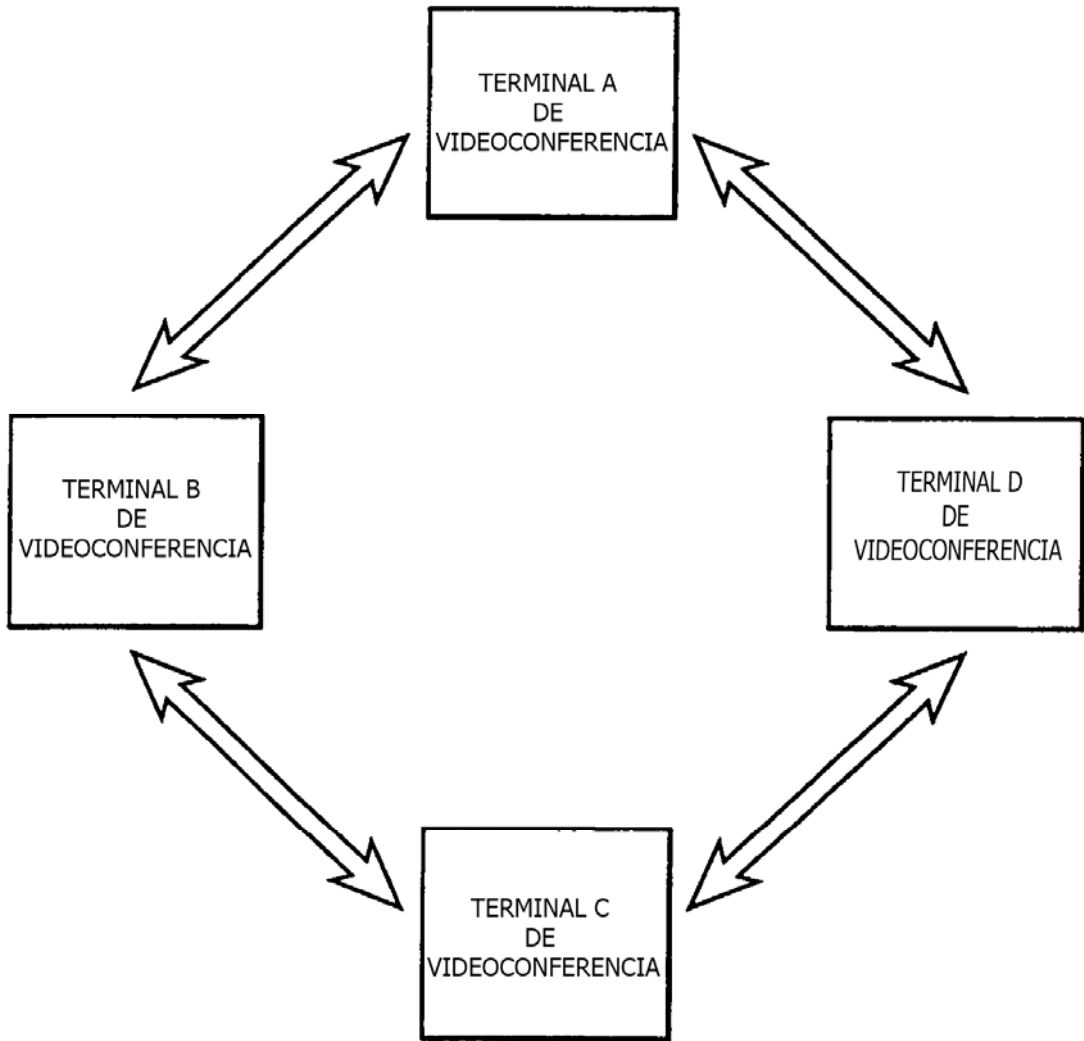 TERMINAL A
DE
VIDEOCONFERENCIA
TERMINAL B
DE
VIDEOCONFERENCIA
TERMINAL D
DE
VIDEOCONFERENCIA
TERMINAL C
DE
VIDEOCONFERENCIA